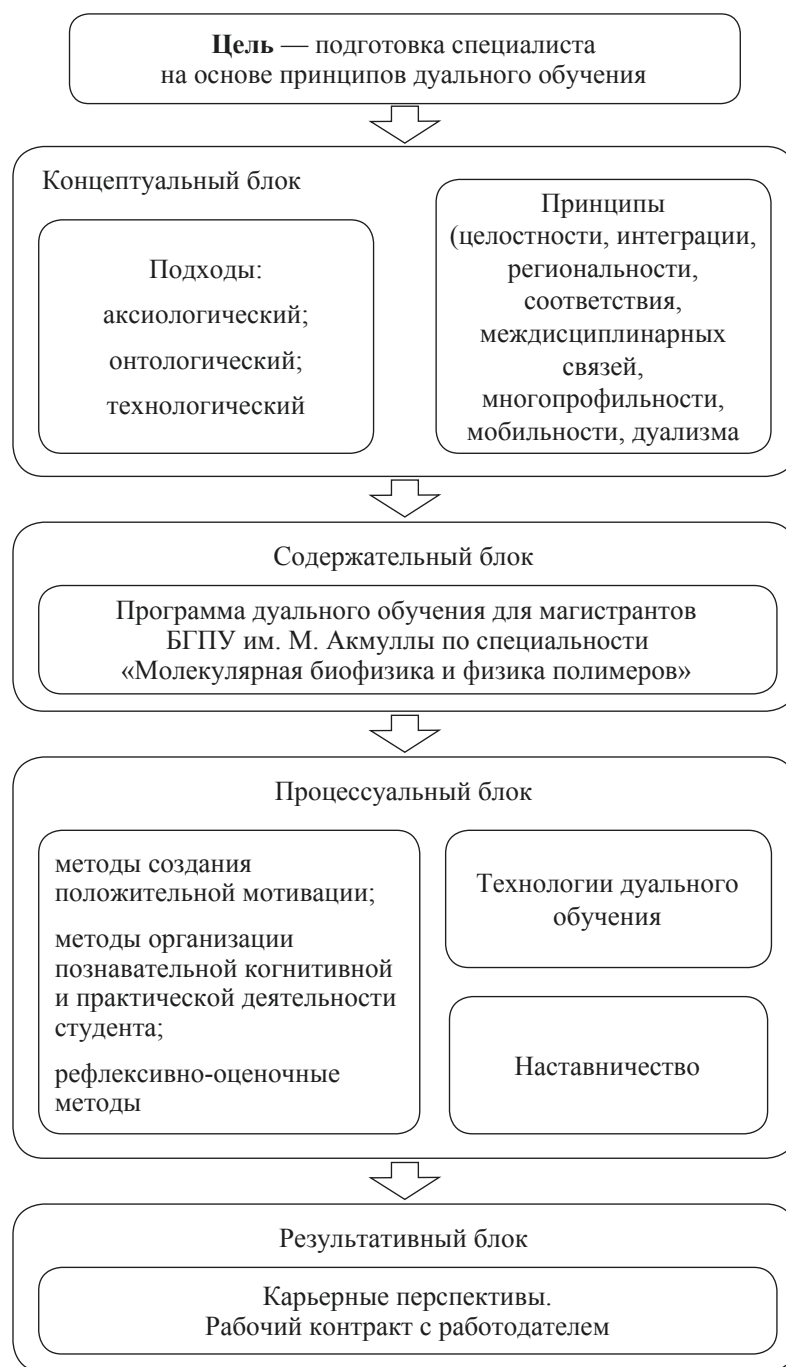 Цель — подготовка специалиста
на основе принципов дуального обучения
Концептуальный блок
Подходы:
аксиологический;
онтологический;
технологический
Принципы
(целостности, интеграции,
региональности,
соответствия,
междисциплинарных
связей,
многопрофильности,
мобильности, дуализма
Содержательный блок
Программа дуального обучения для магистрантов
БГПУ им. М. Акмуллы по специальности
«Молекулярная биофизика и физика полимеров»
Процессуальный блок
методы создания
положительной мотивации;
методы организации
познавательной когнитивной
и практической деятельности
студента;
рефлексивно-оценочные
методы
Технологии дуального
обучения
Наставничество
Результативный блок
Карьерные перспективы.
Рабочий контракт с работодателем